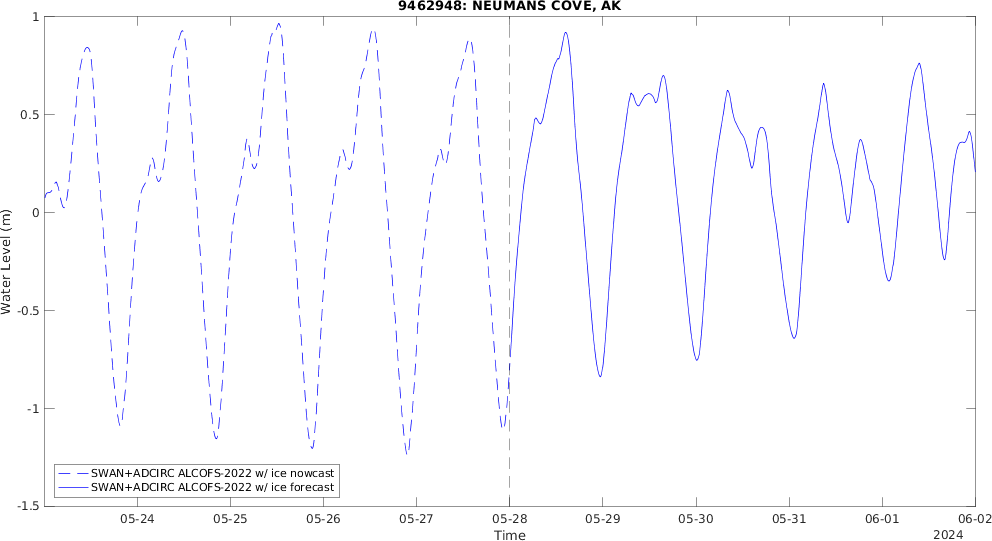 9462948: NEUMANS COVE, AK
1
0.5
0
-0.5
-1
-1.5
Water Level (m)
SWAN+ADCIRC ALCOFS-2022 w/ ice nowcast
SWAN+ADCIRC ALCOFS-2022 w/ ice forecast
05-24 05-25 05-26 05-27 05-28 05-29 05-30 05-31 06-01 06-02
Time
2024